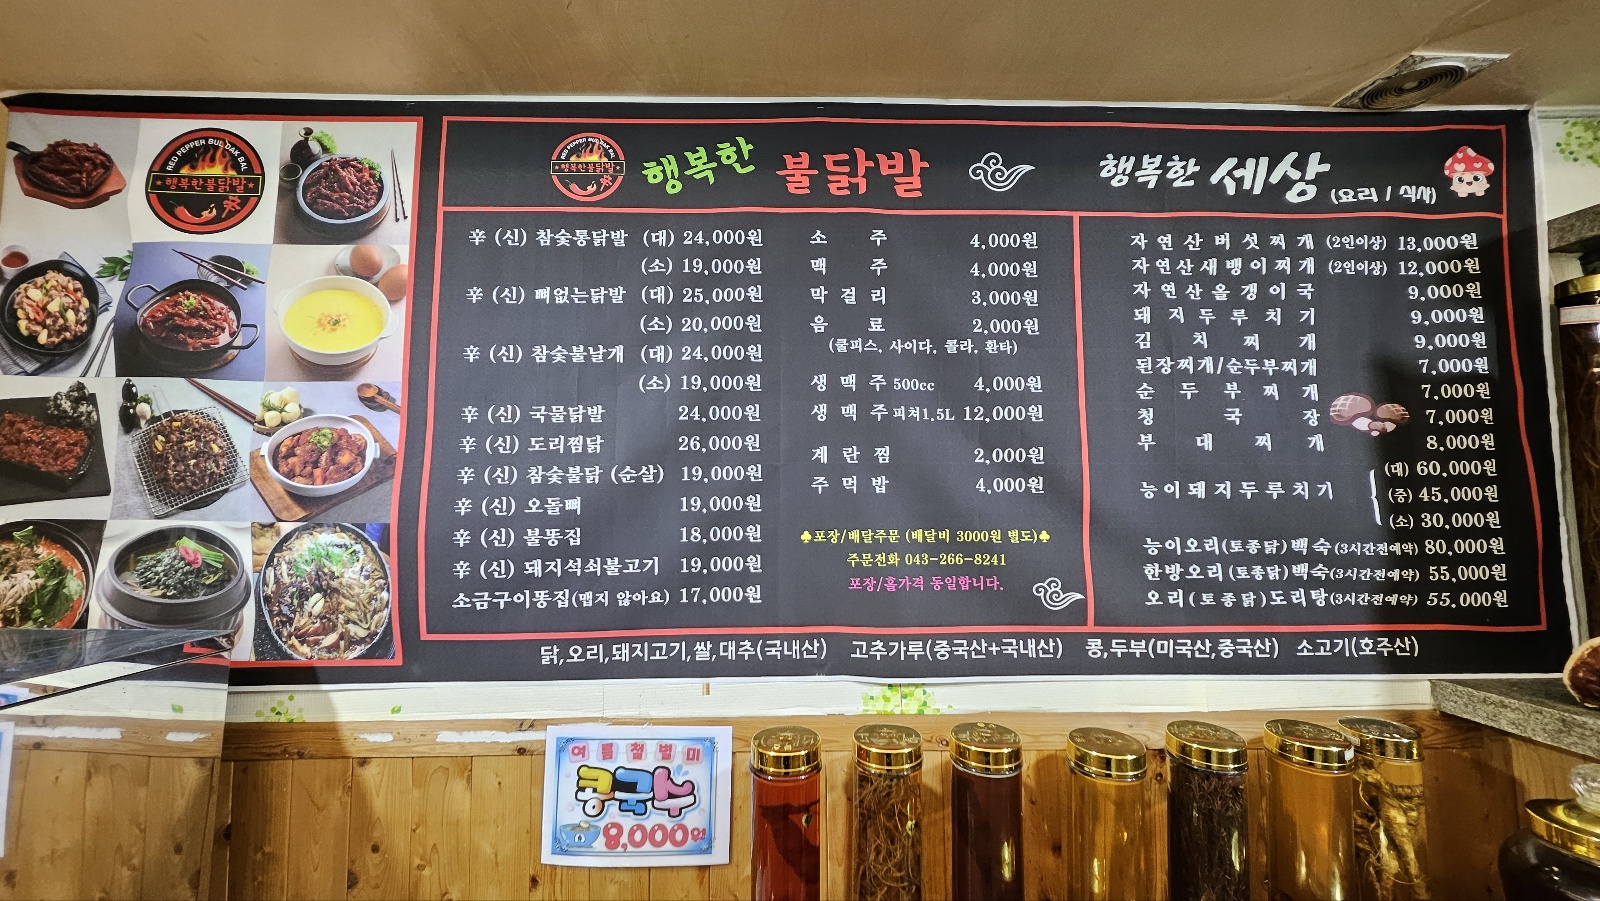 RED PEPPER BUL DAK BAL
행복한불닭발
RED PEPPER BUL DAK BAL
행복한불닭발
행복한 불닭발
행복한 세상 (요리 / 식사)
辛 (신) 참숯통닭발 (대) 24,000원
(소) 19,000원
辛 (신) 뼈없는닭발 (대) 25,000원
(소) 20,000원
辛 (신) 참숯불날개 (대) 24,000원
(소) 19,000원
辛 (신) 국물닭발 24,000원
辛 (신) 도리찜닭 26,000원
辛 (신) 참숯불닭 (순살) 19,000원
辛 (신) 오돌뼈 19,000원
辛 (신) 불똥집 18,000원
辛 (신) 돼지석쇠불고기 19,000원
소금구이똥집(맵지 않아요) 17,000원
소 주 4,000원
맥 주 4,000원
막 걸 리 3,000원
음 료 2,000원
(쿨피스, 사이다, 콜라, 환타)
생 맥 주 500cc 4,000원
생 맥 주 피쳐1.5L 12,000원
계 란 찜 2,000원
주 먹 밥 4,000원
♣포장/배달주문 (배달비 3000원 별도)♣
주문전화 043-266-8241
포장/홀가격 동일합니다.
자 연 산 버 섯 찌 개 (2인이상) 13,000원
자 연 산 새 뱅 이 찌 개 (2인이상) 12,000원
자 연 산 올 갱 이 국 9,000원
돼 지 두 루 치 기 9,000원
김 치 찌 개 9,000원
된장찌개/순두부찌개 7,000원
순 두 부 찌 개 7,000원
청 국 장 7,000원
부 대 찌 개 8,000원
(대) 60,000원
능 이 돼 지 두 루 치 기 (중) 45,000원
(소) 30,000원
능이오리(토종닭)백숙(3시간전예약) 80,000원
한방오리(토종닭)백숙(3시간전예약) 55,000원
오리(토종닭)도리탕(3시간전예약) 55,000원
닭,오리,돼지고기,쌀,대추(국내산) 고추가루(중국산+국내산) 콩,두부(미국산,중국산) 소고기(호주산)
여름철별미
콩국수
8,000원